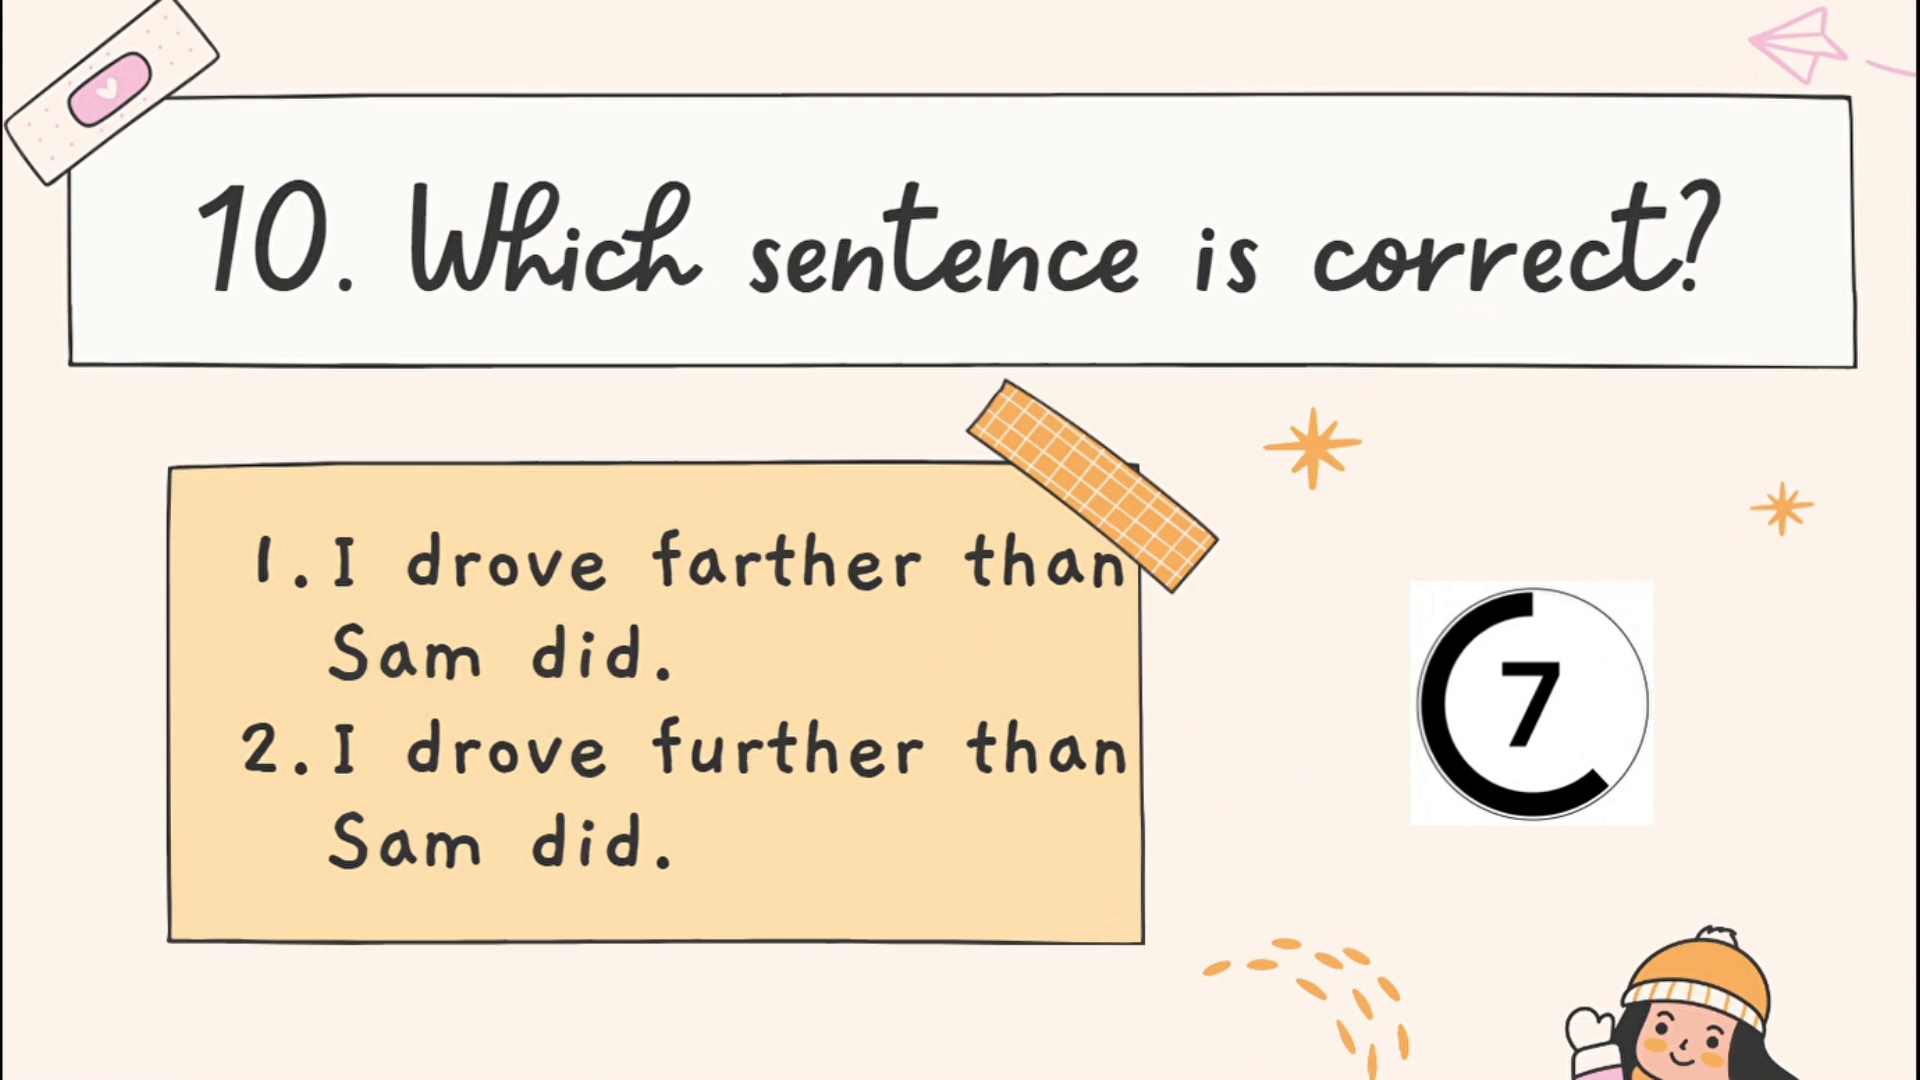 10. Which sentence is correct?
1. I drove farther than
Sam did.
2. I drove further than
Sam did.
7